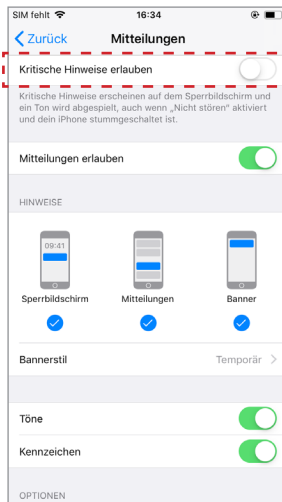 SIM fehlt 16:34
Zurück Mitteilungen
Kritische Hinweise erlauben
Kritische Hinweise erscheinen auf dem Sperrbildschirm und
ein Ton wird abgespielt, auch wenn „Nicht stören" aktiviert
und dein iPhone stummgeschaltet ist.
Mitteilungen erlauben
HINWEISE
09:41
Sperrbildschirm Mitteilungen Banner
Bannerstil Temporär
Töne
Kennzeichen
OPTIONEN